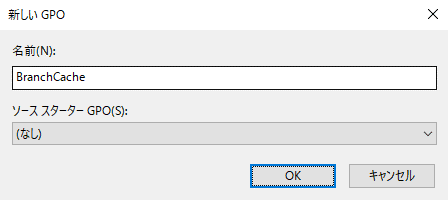 新しい GPO
名前(N):
BranchCache
ソース スターター GPO(S):
(なし)
OK
キャンセル